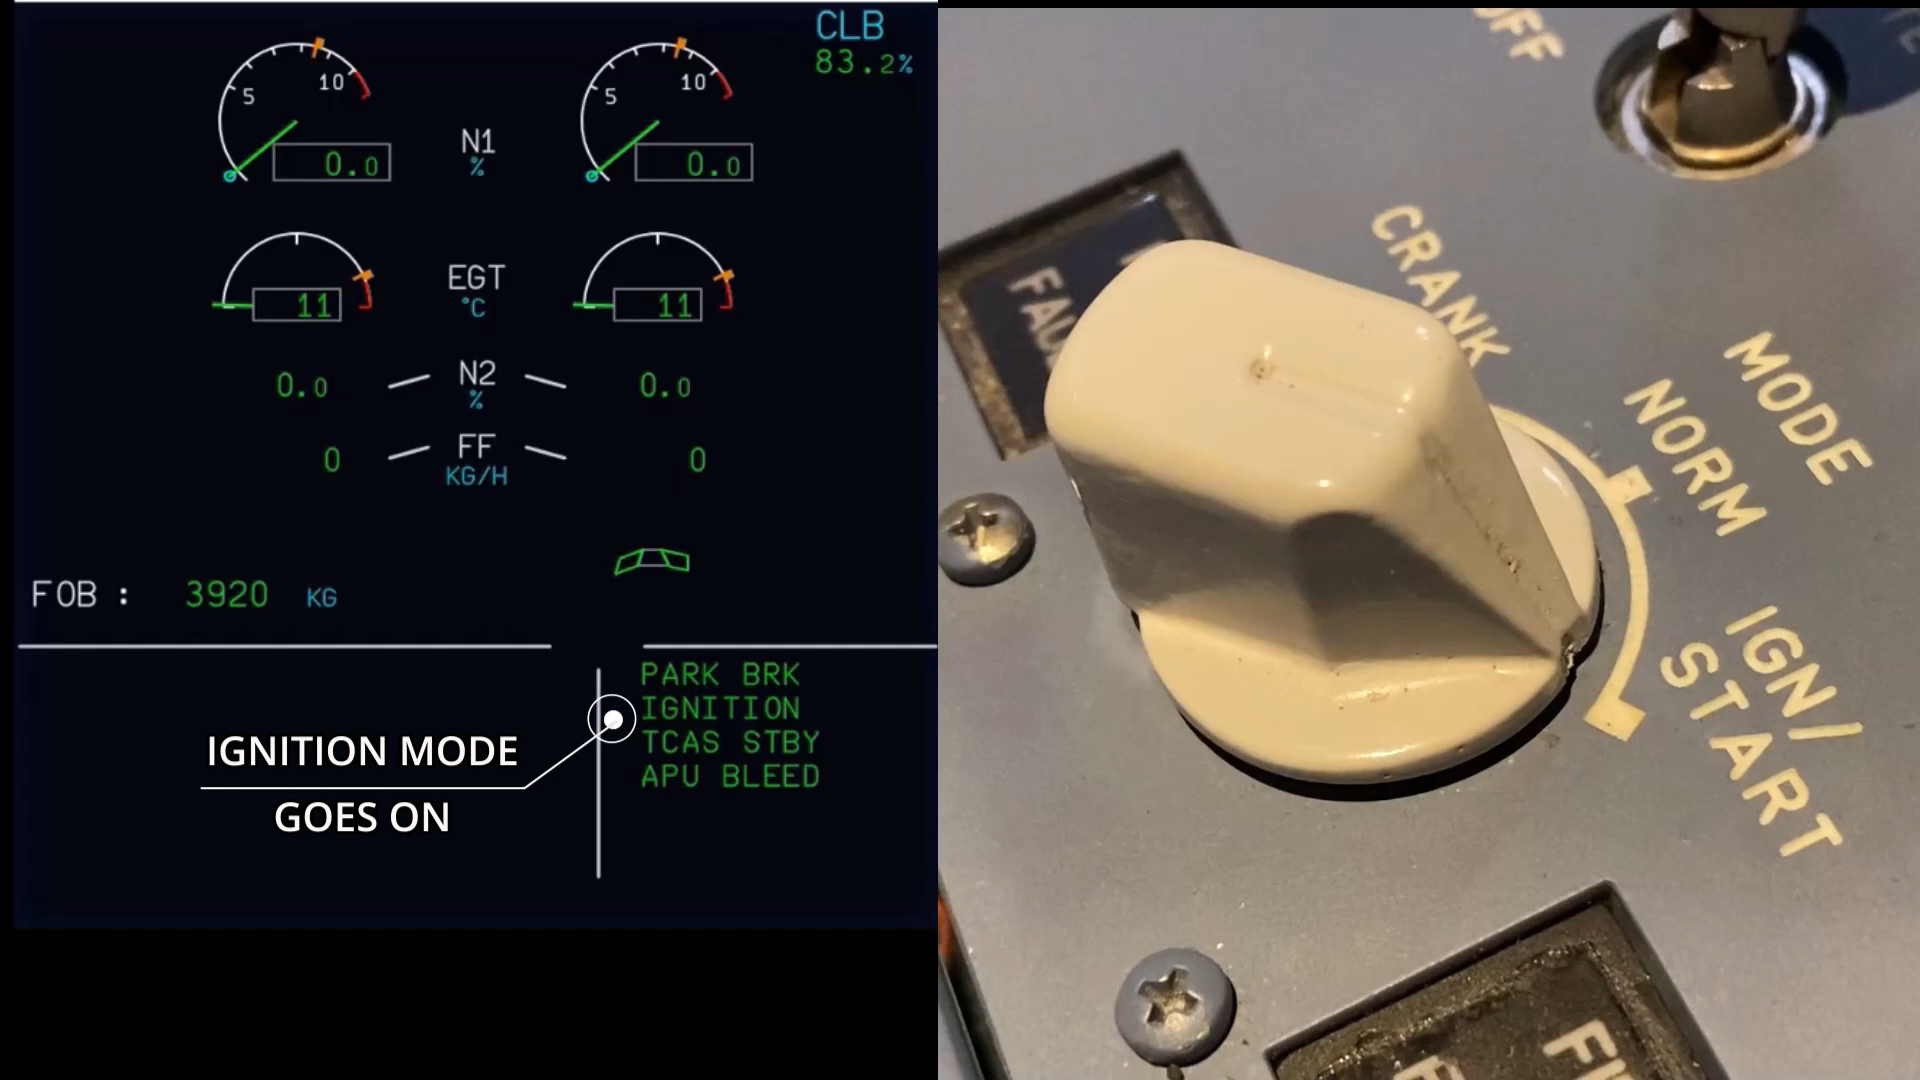 CLB
83.2%
5 10
5 10
N1
%
0.0
0.0
EGT
°C
11
11
0.0
N2
%
0.0
0
FF
KG/H
0
FOB : 3920 KG
PARK BRK
IGNITION
TCAS STBY
APU BLEED
IGNITION MODE
GOES ON
OFF
CRANK
MODE
NORM
IGN/
START